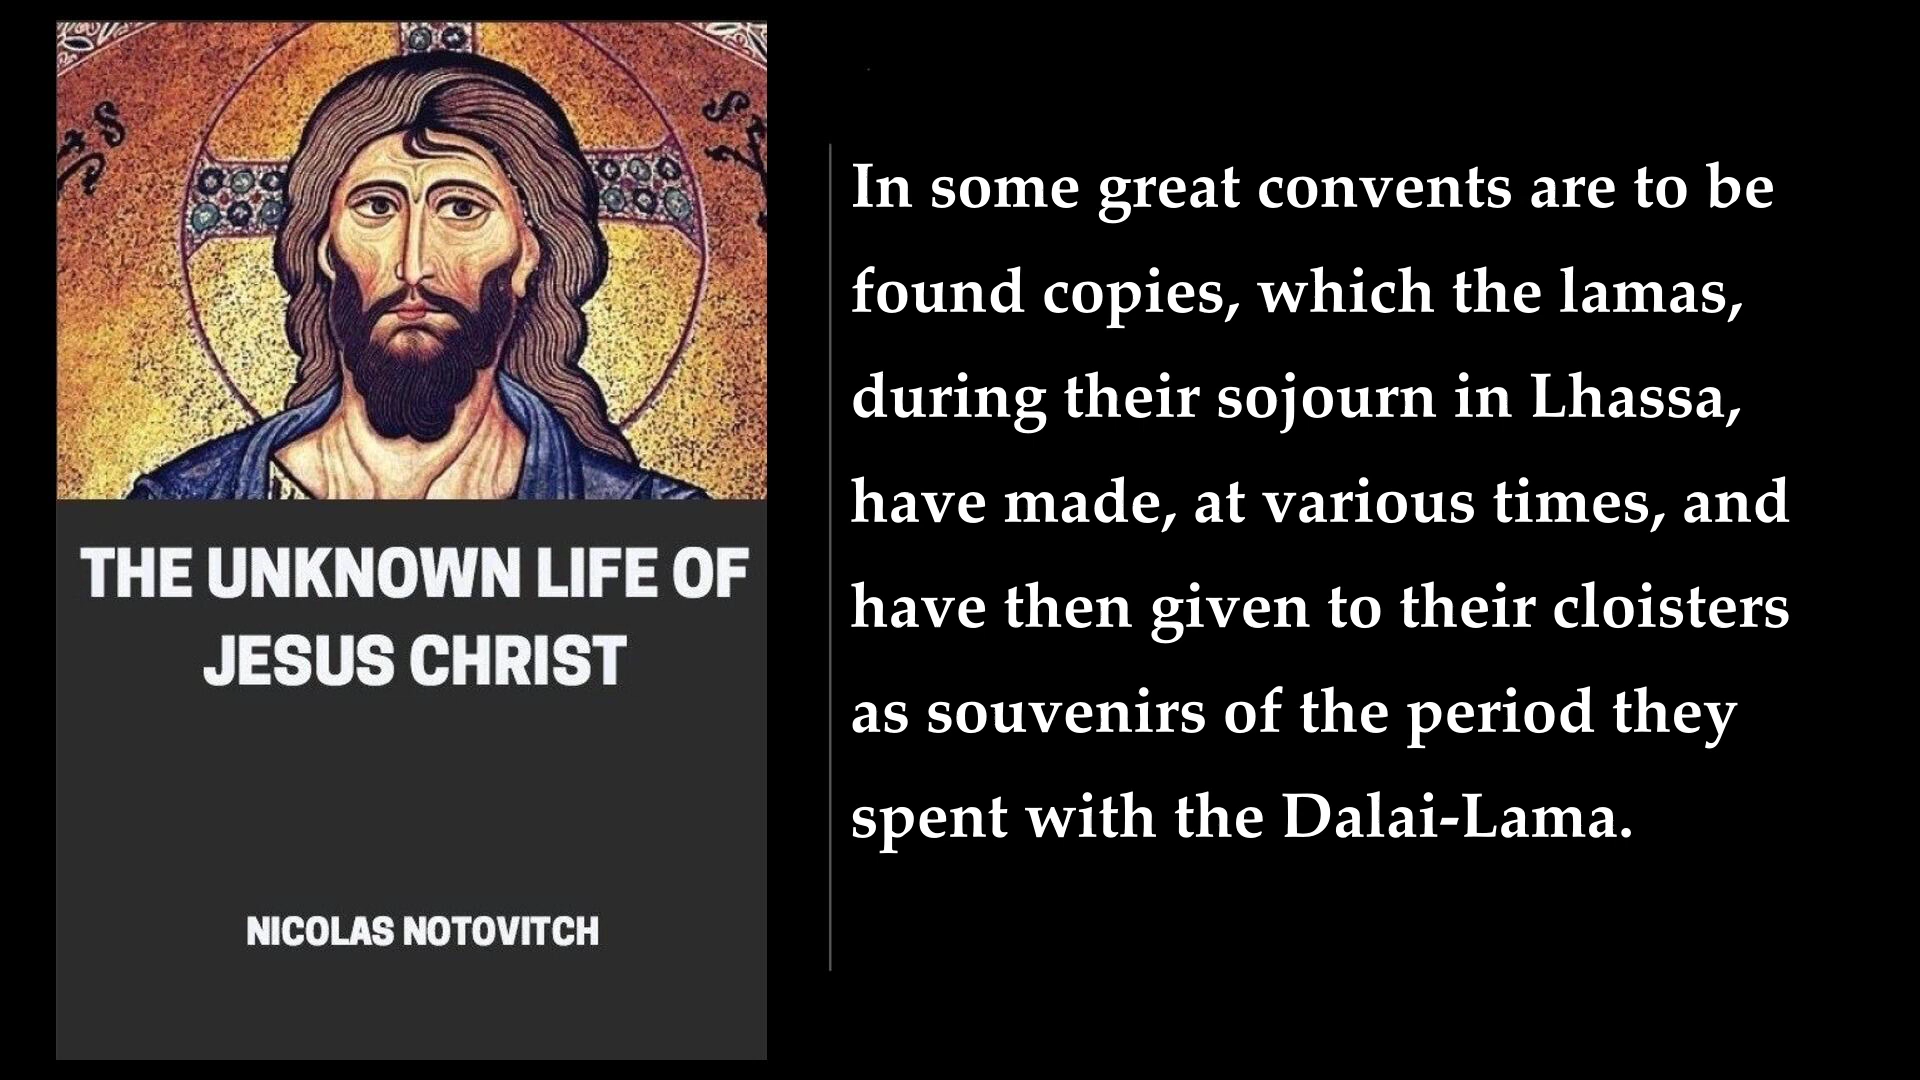 THE UNKNOWN LIFE OF
JESUS CHRIST
NICOLAS NOTOVITCH
In some great convents are to be
found copies, which the lamas,
during their sojourn in Lhassa,
have made, at various times, and
have then given to their cloisters
as souvenirs of the period they
spent with the Dalai-Lama.